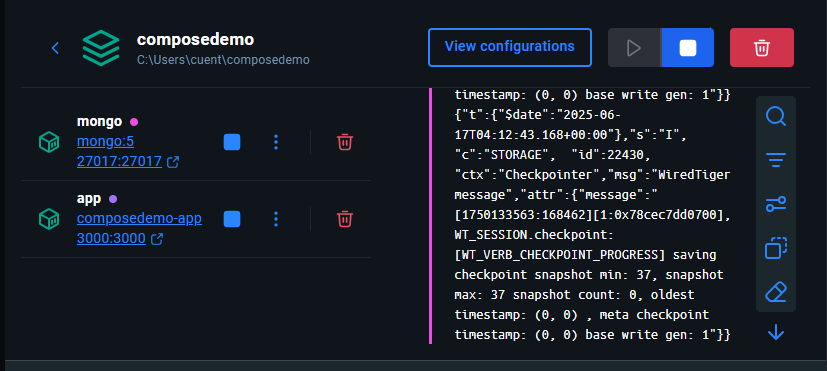 composedemo
C:\Users\cuent\composedemo
View configurations
mongo
mongo:5
27017:27017
app
composedemo-app
3000:3000
timestamp: (0, 0) base write gen: 1"}}
{"t":{"$date":"2025-06-
17T04:12:43.168+00:00"},"s":"I",
"c":"STORAGE",  "id":22430,
"ctx":"Checkpointer","msg":"WiredTiger
message","attr":{"message":"
[1750133563:168462][1:0x78cec7dd0700],
WT_SESSION.checkpoint:
[WT_VERB_CHECKPOINT_PROGRESS] saving
checkpoint snapshot min: 37, snapshot
max: 37 snapshot count: 0, oldest
timestamp: (0, 0) , meta checkpoint
timestamp: (0, 0) base write gen: 1"}}